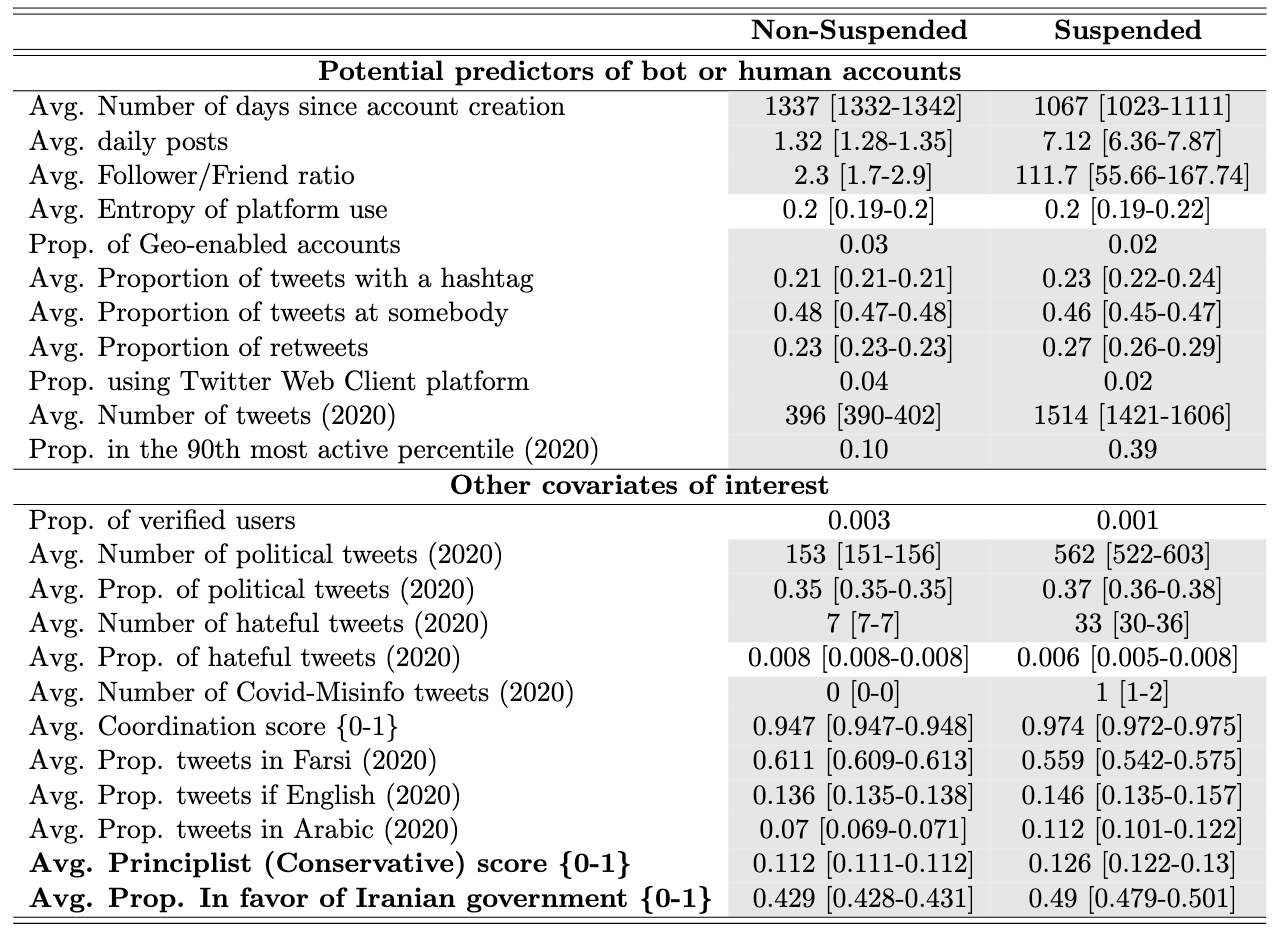 Non-Suspended Suspended
Potential predictors of bot or human accounts
Avg. Number of days since account creation 1337 [1332-1342] 1067 [1023-1111]
Avg. daily posts 1.32 [1.28-1.35] 7.12 [6.36-7.87]
Avg. Follower/Friend ratio 2.3 [1.7-2.9] 111.7 [55.66-167.74]
Avg. Entropy of platform use 0.2 [0.19-0.2] 0.2 [0.19-0.22]
Prop. of Geo-enabled accounts 0.03 0.02
Avg. Proportion of tweets with a hashtag 0.21 [0.21-0.21] 0.23 [0.22-0.24]
Avg. Proportion of tweets at somebody 0.48 [0.47-0.48] 0.46 [0.45-0.47]
Avg. Proportion of retweets 0.23 [0.23-0.23] 0.27 [0.26-0.29]
Prop. using Twitter Web Client platform 0.04 0.02
Avg. Number of tweets (2020) 396 [390-402] 1514 [1421-1606]
Prop. in the 90th most active percentile (2020) 0.10 0.39
Other covariates of interest
Prop. of verified users 0.003 0.001
Avg. Number of political tweets (2020) 153 [151-156] 562 [522-603]
Avg. Prop. of political tweets (2020) 0.35 [0.35-0.35] 0.37 [0.36-0.38]
Avg. Number of hateful tweets (2020) 7 [7-7] 33 [30-36]
Avg. Prop. of hateful tweets (2020) 0.008 [0.008-0.008] 0.006 [0.005-0.008]
Avg. Number of Covid-Misinfo tweets (2020) 0 [0-0] 1 [1-2]
Avg. Coordination score {0-1} 0.947 [0.947-0.948] 0.974 [0.972-0.975]
Avg. Prop. tweets in Farsi (2020) 0.611 [0.609-0.613] 0.559 [0.542-0.575]
Avg. Prop. tweets if English (2020) 0.136 [0.135-0.138] 0.146 [0.135-0.157]
Avg. Prop. tweets in Arabic (2020) 0.07 [0.069-0.071] 0.112 [0.101-0.122]
Avg. Principlist (Conservative) score {0-1} 0.112 [0.111-0.112] 0.126 [0.122-0.13]
Avg. Prop. In favor of Iranian government {0-1} 0.429 [0.428-0.431] 0.49 [0.479-0.501]